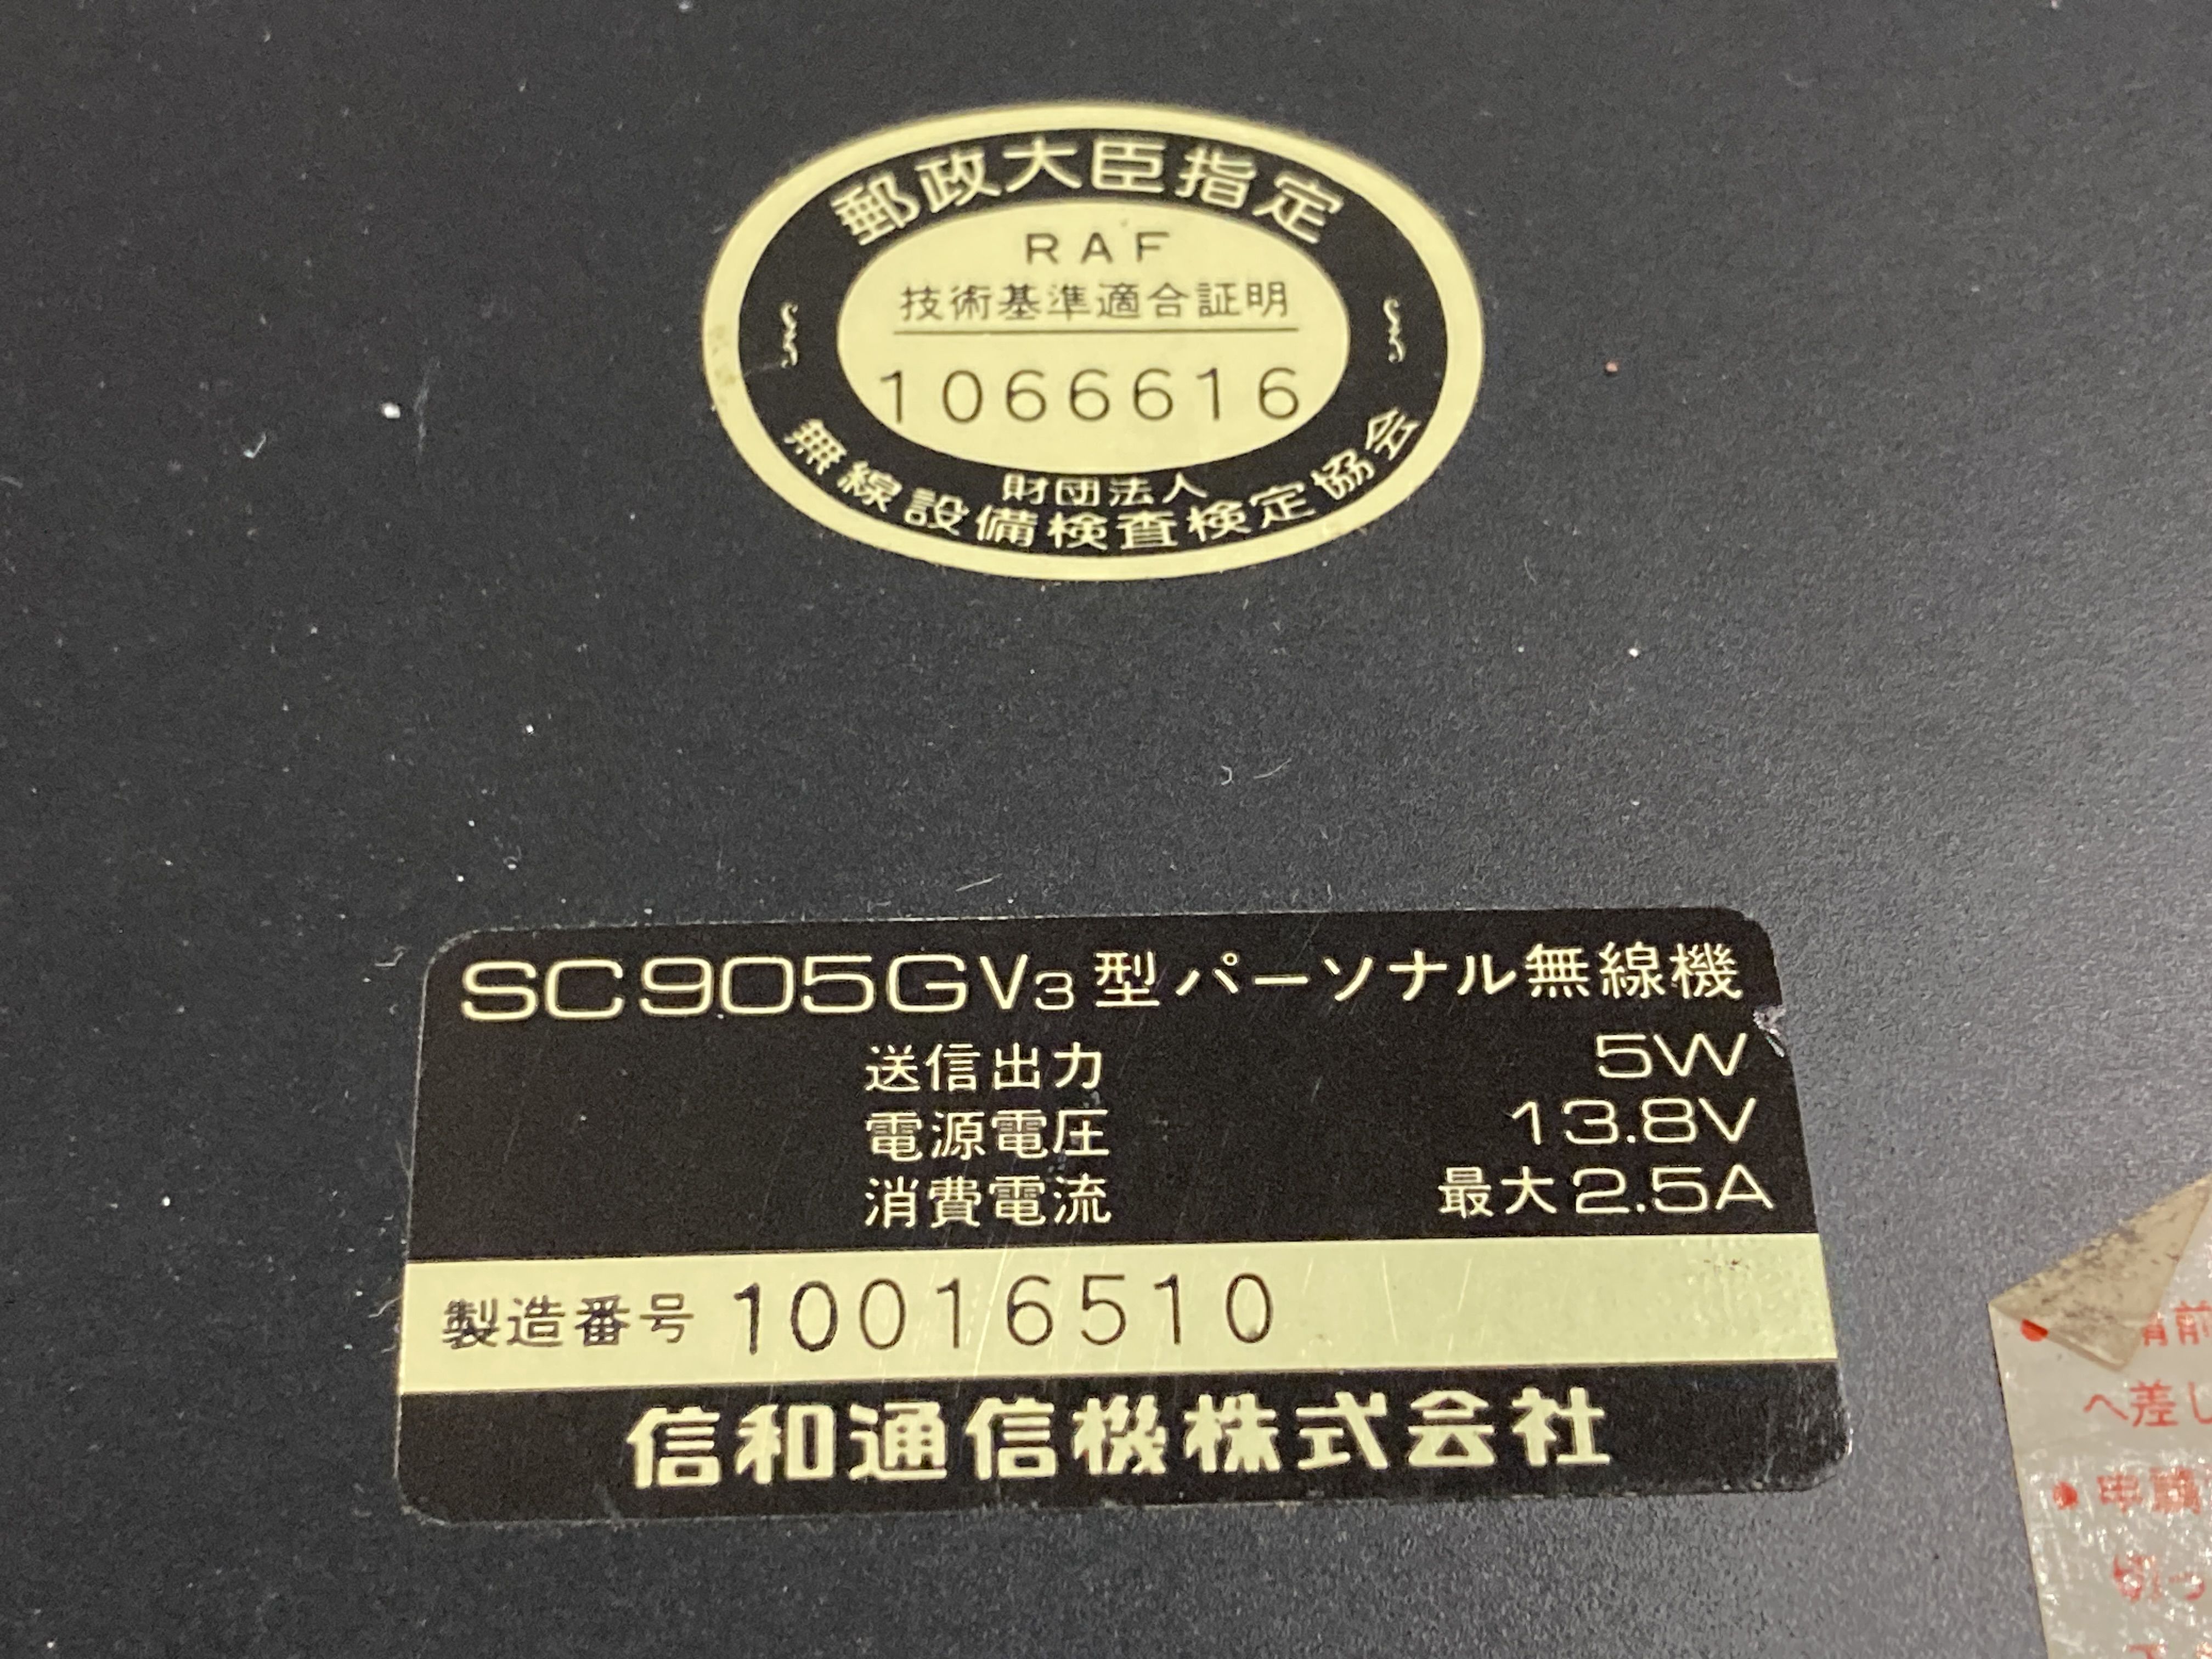 郵政大臣指定
RAF
技術基準適合証明
1066616
財団法人
無線設備検査検定協会
SC905GV3型パーソナル無線機
送信出力 5W
電源電圧 13.8V
消費電流 最大2.5A
製造番号 10016510
信和通信機株式会社
へ差し